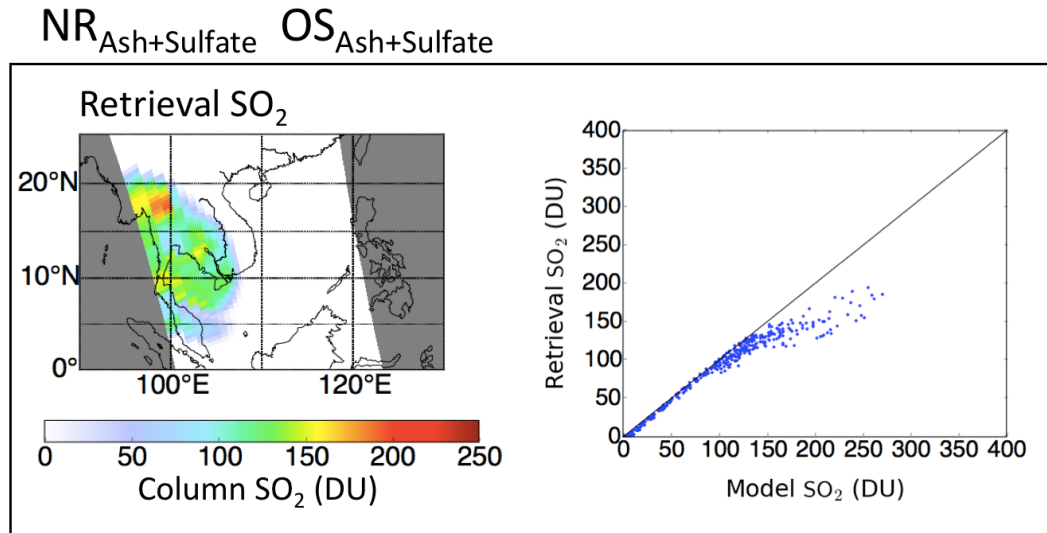 NR_Ash+Sulfate OS_Ash+Sulfate
Retrieval SO₂
20°N
10°N
0°
100°E 120°E
0 50 100 150 200 250
Column SO₂ (DU)
400
350
300
250
200
150
100
50
0
Retrieval SO₂ (DU)
0 50 100 150 200 250 300 350 400
Model SO₂ (DU)